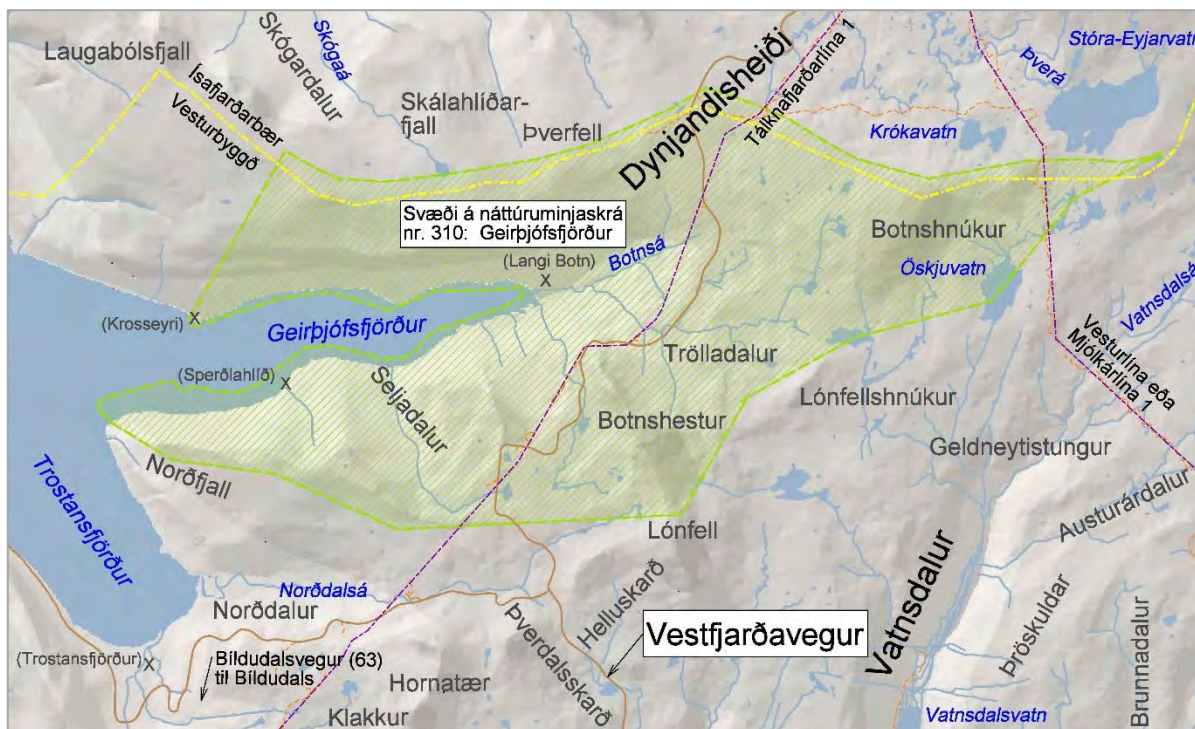 Laugabólsfjall
Skógardalur
Skógaá
Skálahlíðar-
fjall
Þverfell
Ísafjarðarbær
Vesturbyggð
Dynjandisheiði
Tálknafjarðarlína 1
Þverá
Stóra-Eyjarvatn
Krókavatn
Svæði á náttúruminjaskrá
nr. 310: Geirþjófsfjörður
(Langi Botn)
Botnsá
Botnshnúkur
Öskjuvatn
Vatnsdalsá
Vesturlína eða
Mjólkárlína 1
(Krosseyri)
Geirþjófsfjörður
(Sperðlahlíð)
Seljadalur
Trölladalur
Botnshestur
Lónfellshnúkur
Geldneytistungur
Austurárdalur
Norðfjall
Trostansfjörður
Lónfell
Norðdalsá
Norðdalur
Helluskarð
Þverdalsskarð
Vestfjarðavegur
Vatnsdalur
Þröskuldar
Brunnadalur
(Trostansfjörður)
Bíldudalsvegur (63)
til Bíldudals
Hornatær
Klakkur
Vatnsdalsvatn